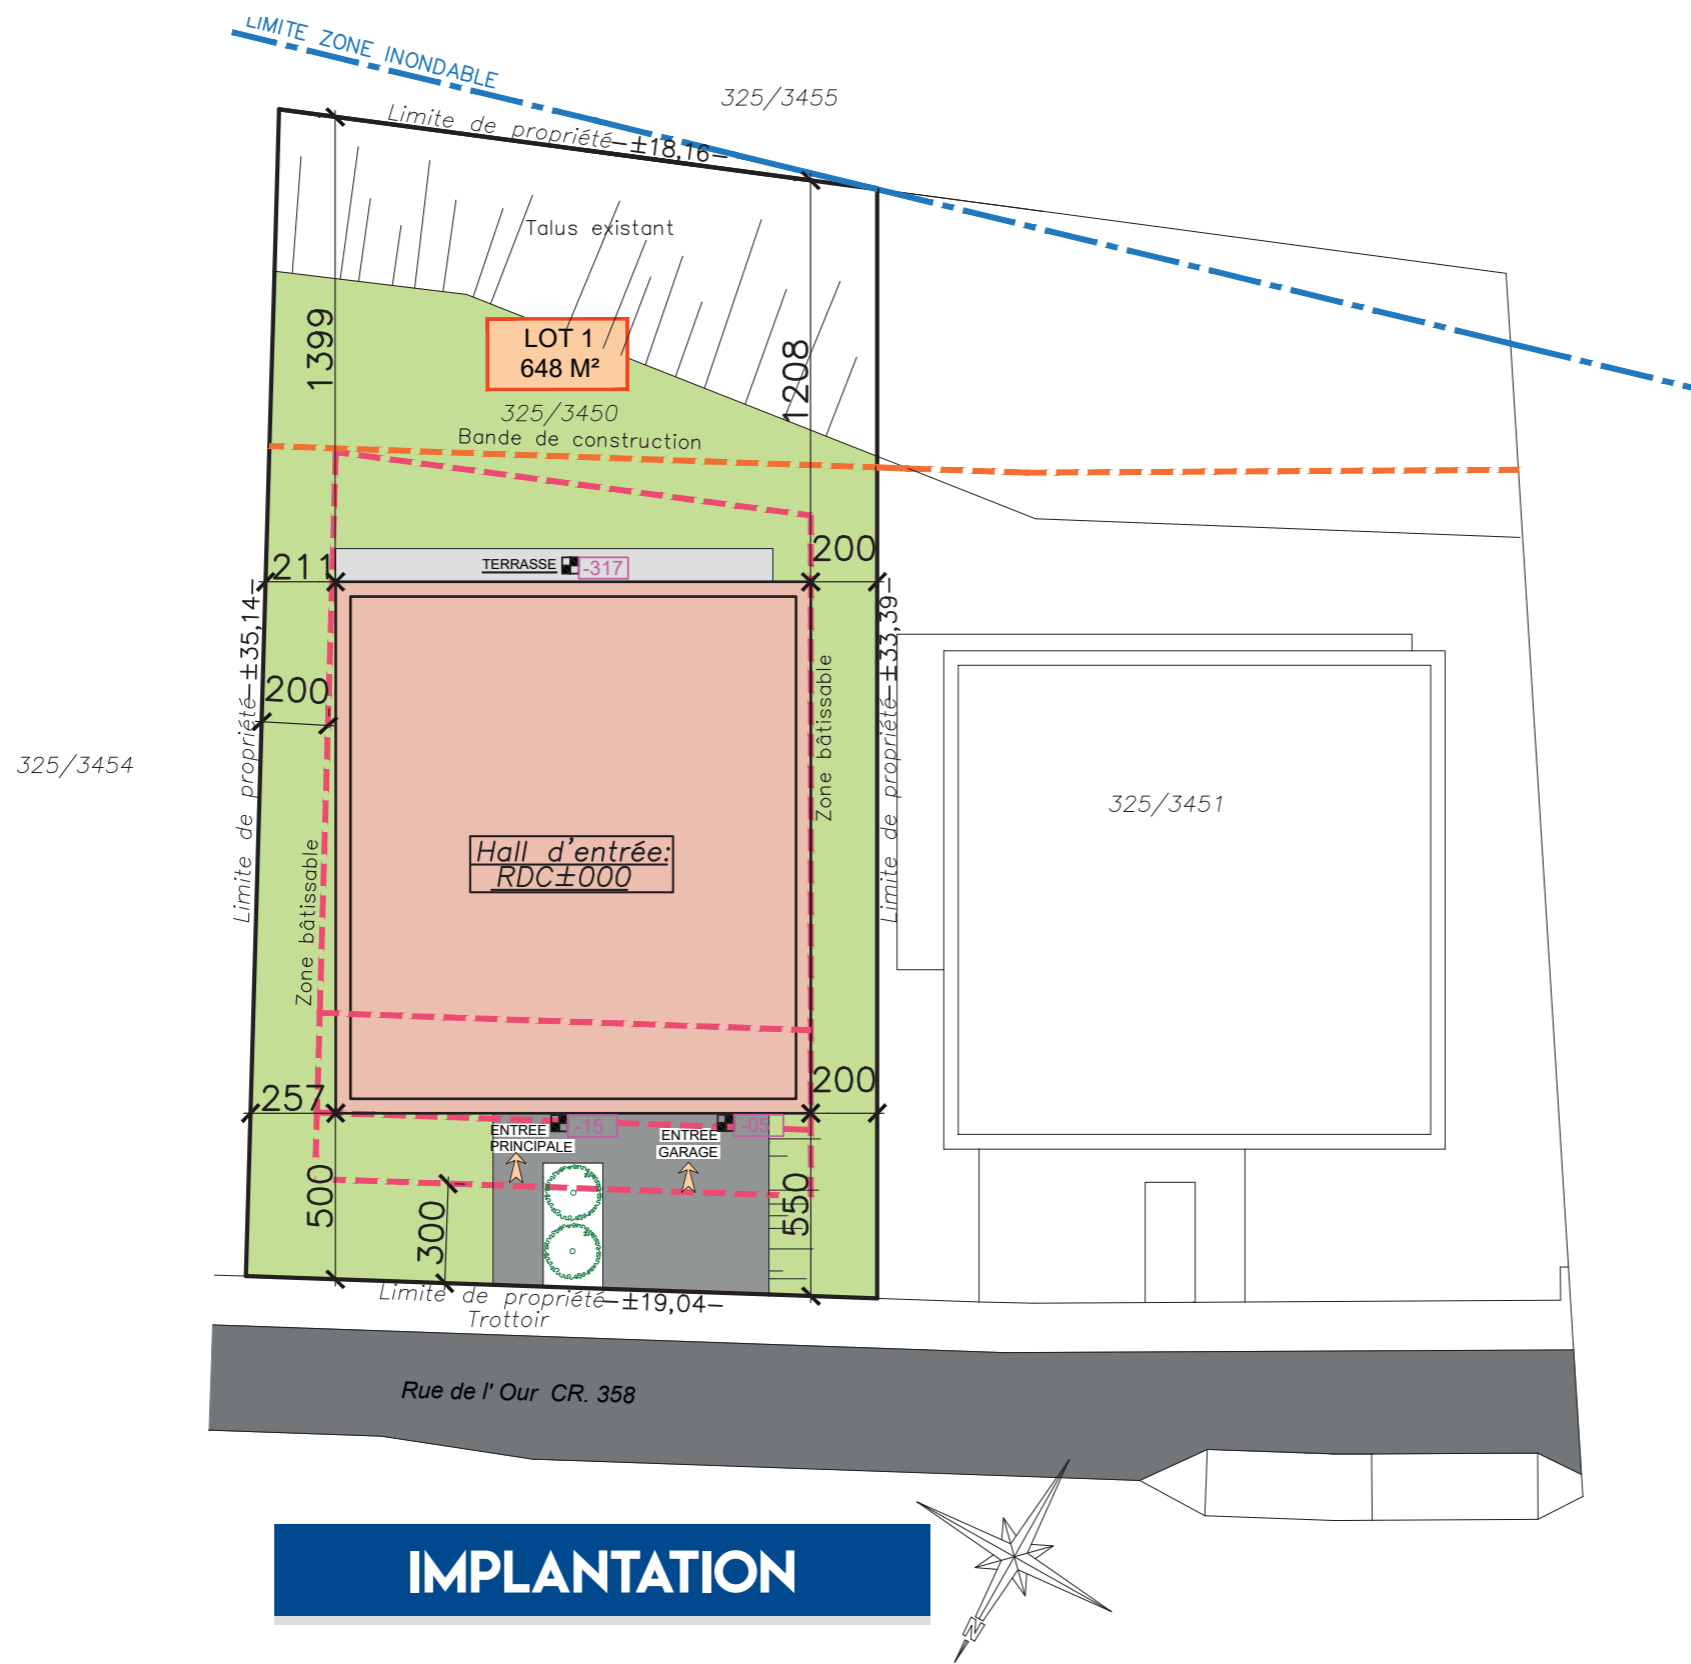 LIMITE ZONE INONDABLE
325/3455
Limite de propriété
±18,16
Talus existant
1399
1208
LOT 1
648 M²
325/3450
Bande de construction
200
211
TERRASSE
-317
±35,14
±33,39
200
Limite de propriété
Zone bâtissable
Limite de propriété
325/3454
325/3451
Zone bâtissable
Hall d'entrée:
RDC±000
257
200
-15
-05
ENTREE
PRINCIPALE
ENTREE
GARAGE
500
300
550
Limite de propriété
±19,04
Trottoir
Rue de l' Our CR. 358
IMPLANTATION
N